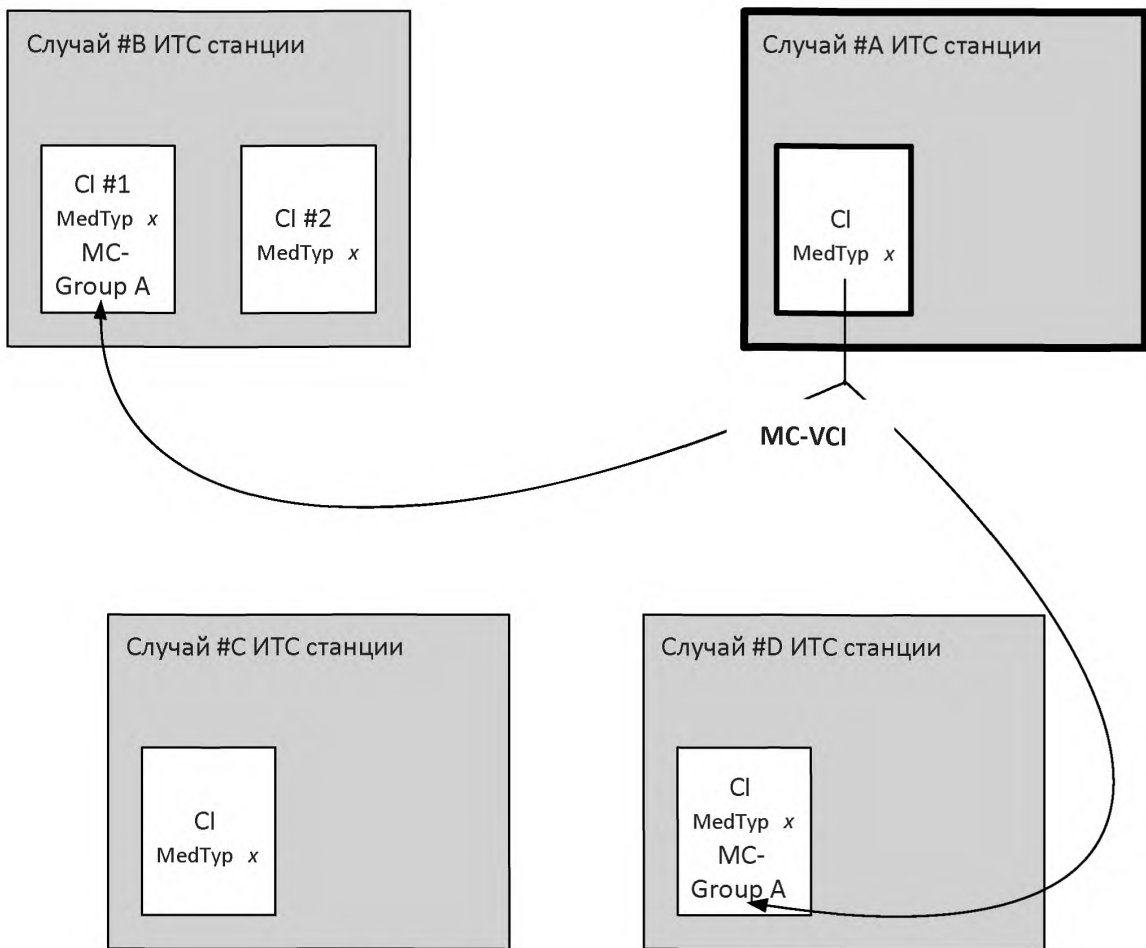 Случай #B ИТС станции
CI #1
MedTyp x
MC-
Group A
CI #2
MedTyp x
Случай #A ИТС станции
CI
MedTyp x
MC-VCI
Случай #C ИТС станции
CI
MedTyp x
Случай #D ИТС станции
CI
MedTyp x
MC-
Group A